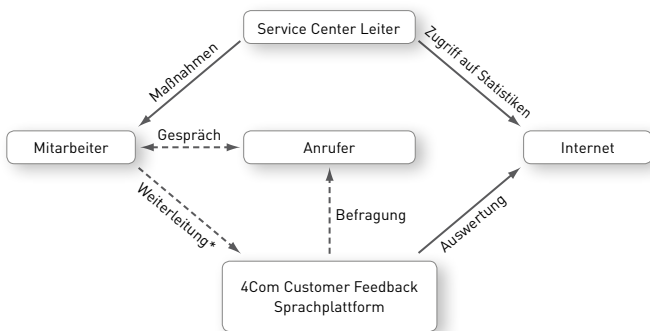 Service Center Leiter
Maßnahmen
Zugriff auf Statistiken
Mitarbeiter
Gespräch
Anrufer
Internet
Weiterleitung*
Befragung
Auswertung
4Com Customer Feedback
Sprachplattform